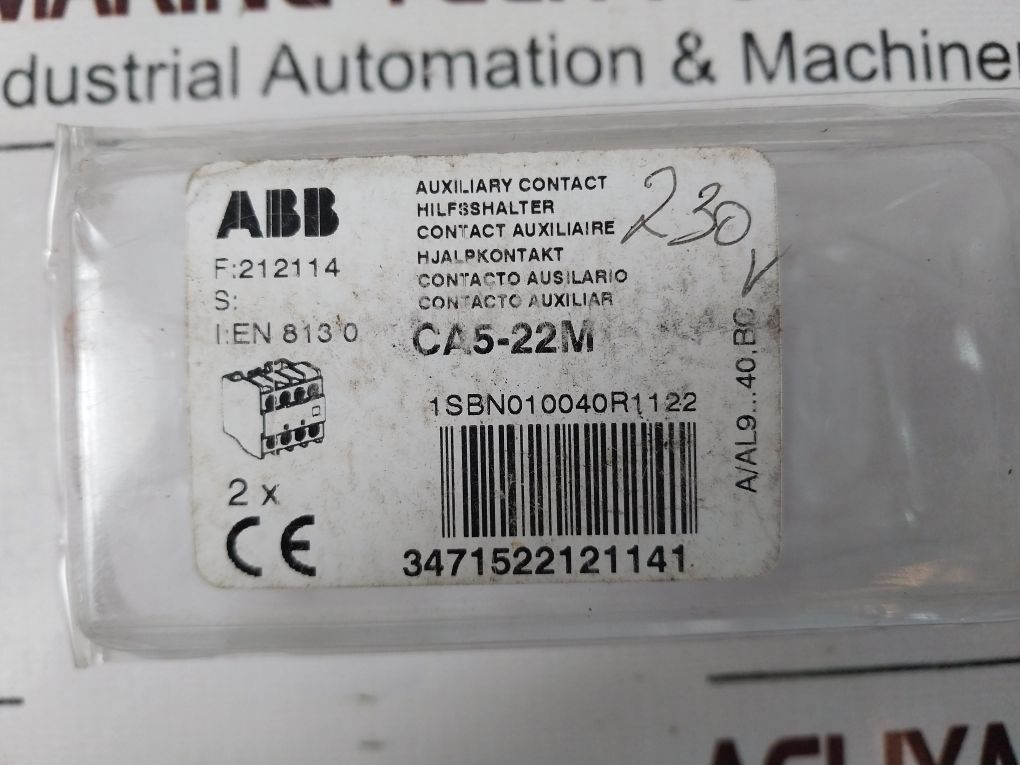 dustrial Automation & Machiner
ABB
F:212114
S:
I:EN 813 0
AUXILIARY CONTACT
HILFSSHALTER
CONTACT AUXILIAIRE
HJALPKONTAKT
CONTACTO AUSILARIO
CONTACTO AUXILIAR
230
V
CA5-22M
1SBN010040R1122
A/AL9...40,BC
2 x
CE
3471522121141